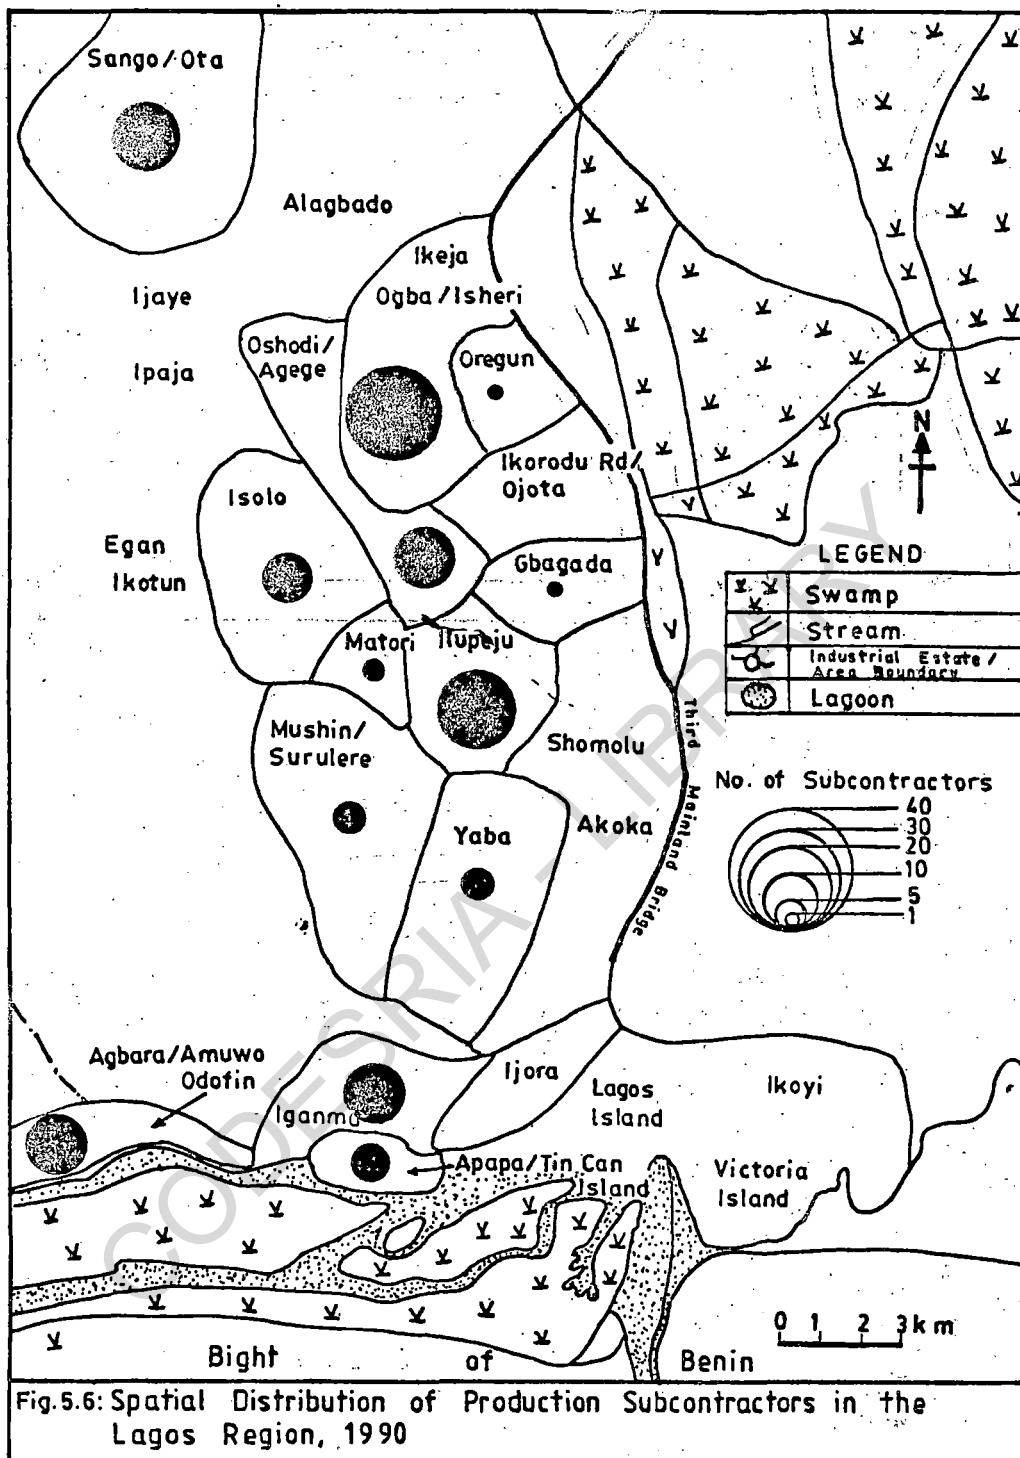 Sango/Ota
Alagbado
Ikeja
Ogba/Isheri
Ijaye
Oshodi/
Agege
Oregun
Ipaja
N
Ikorodu Rd/
Ojota
Isolo
Egan
Ikotun
Gbagada
LEGEND
Swamp
Stream
Industrial Estate/
Area Boundary
Lagoon
Matori
Ilupeju
Mushin/
Surulere
Shomolu
Third Mainland Bridge
No. of Subcontractors
40
30
20
10
5
1
Yaba
Akoka
Agbara/Amuwo
Odofin
Ijora
Lagos
Island
Ikoyi
Iganmu
Apapa/Tin Can
Island
Victoria
Island
0 1 2 3km
Bight of Benin
Fig.5.6: Spatial Distribution of Production Subcontractors in the
Lagos Region, 1990
CODESRIA - LIBRARY